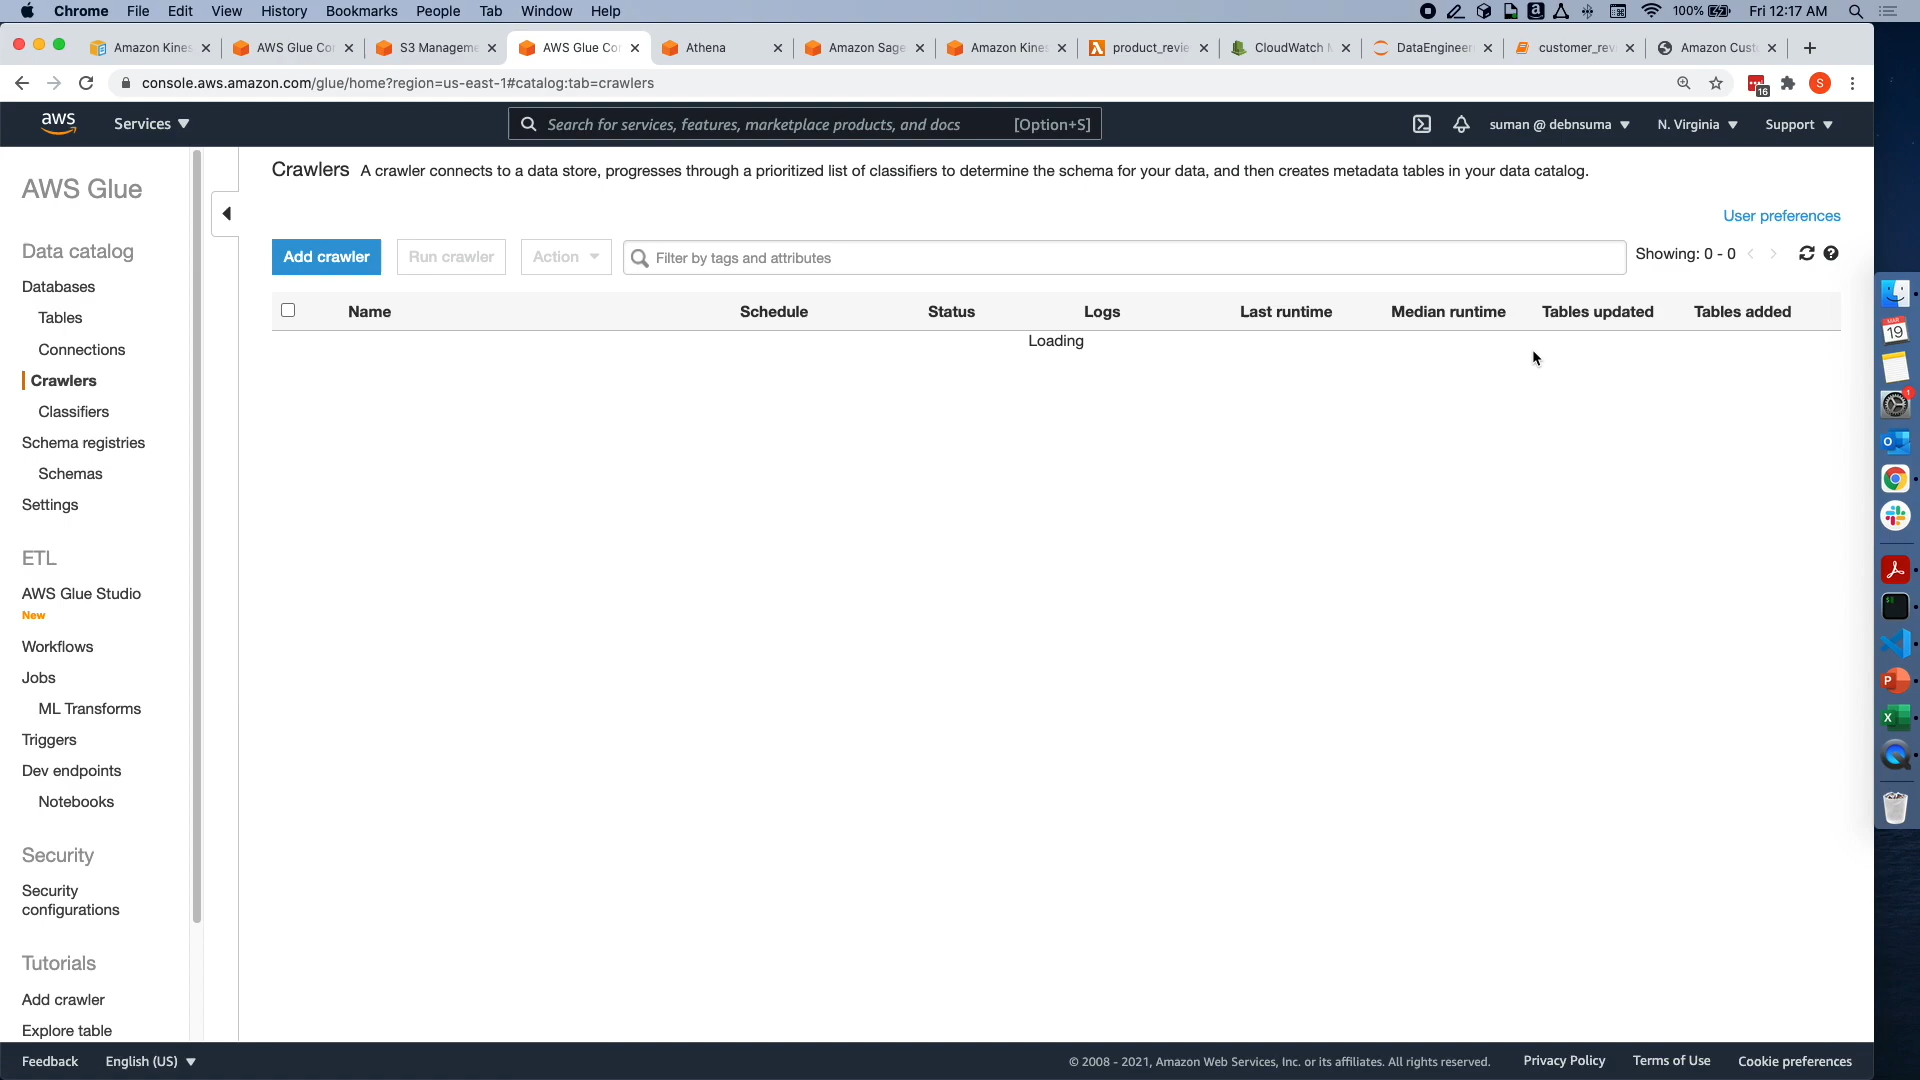 Chrome File Edit View History Bookmarks People Tab Window Help 100% Fri 12:17 AM
Amazon Kines AWS Glue Co S3 Manageme AWS Glue Co Athena Amazon Sage Amazon Kines product_revie CloudWatch DataEngineer customer_rev Amazon Cust
console.aws.amazon.com/glue/home?region=us-east-1#catalog:tab=crawlers 16 S
aws Services Search for services, features, marketplace products, and docs [Option+S] suman @ debnsuma N. Virginia Support
AWS Glue
Data catalog
Databases
Tables
Connections
Crawlers
Classifiers
Schema registries
Schemas
Settings
ETL
AWS Glue Studio
New
Workflows
Jobs
ML Transforms
Triggers
Dev endpoints
Notebooks
Security
Security
configurations
Tutorials
Add crawler
Explore table
Crawlers A crawler connects to a data store, progresses through a prioritized list of classifiers to determine the schema for your data, and then creates metadata tables in your data catalog.
User preferences
Add crawler Run crawler Action Filter by tags and attributes Showing: 0 - 0
Name Schedule Status Logs Last runtime Median runtime Tables updated Tables added
Loading
MAR
19
1
Feedback English (US) © 2008 - 2021, Amazon Web Services, Inc. or its affiliates. All rights reserved. Privacy Policy Terms of Use Cookie preferences